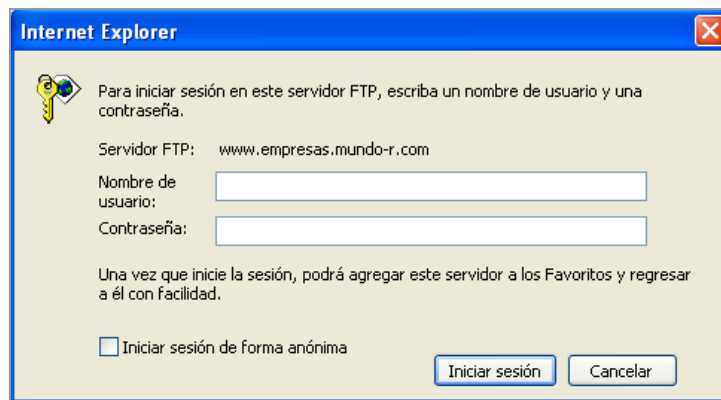 Internet Explorer
Para iniciar sesión en este servidor FTP, escriba un nombre de usuario y una
contraseña.
Servidor FTP: www.empresas.mundo-r.com
Nombre de
usuario:
Contraseña:
Una vez que inicie la sesión, podrá agregar este servidor a los Favoritos y regresar
a él con facilidad.
Iniciar sesión de forma anónima
Iniciar sesión Cancelar